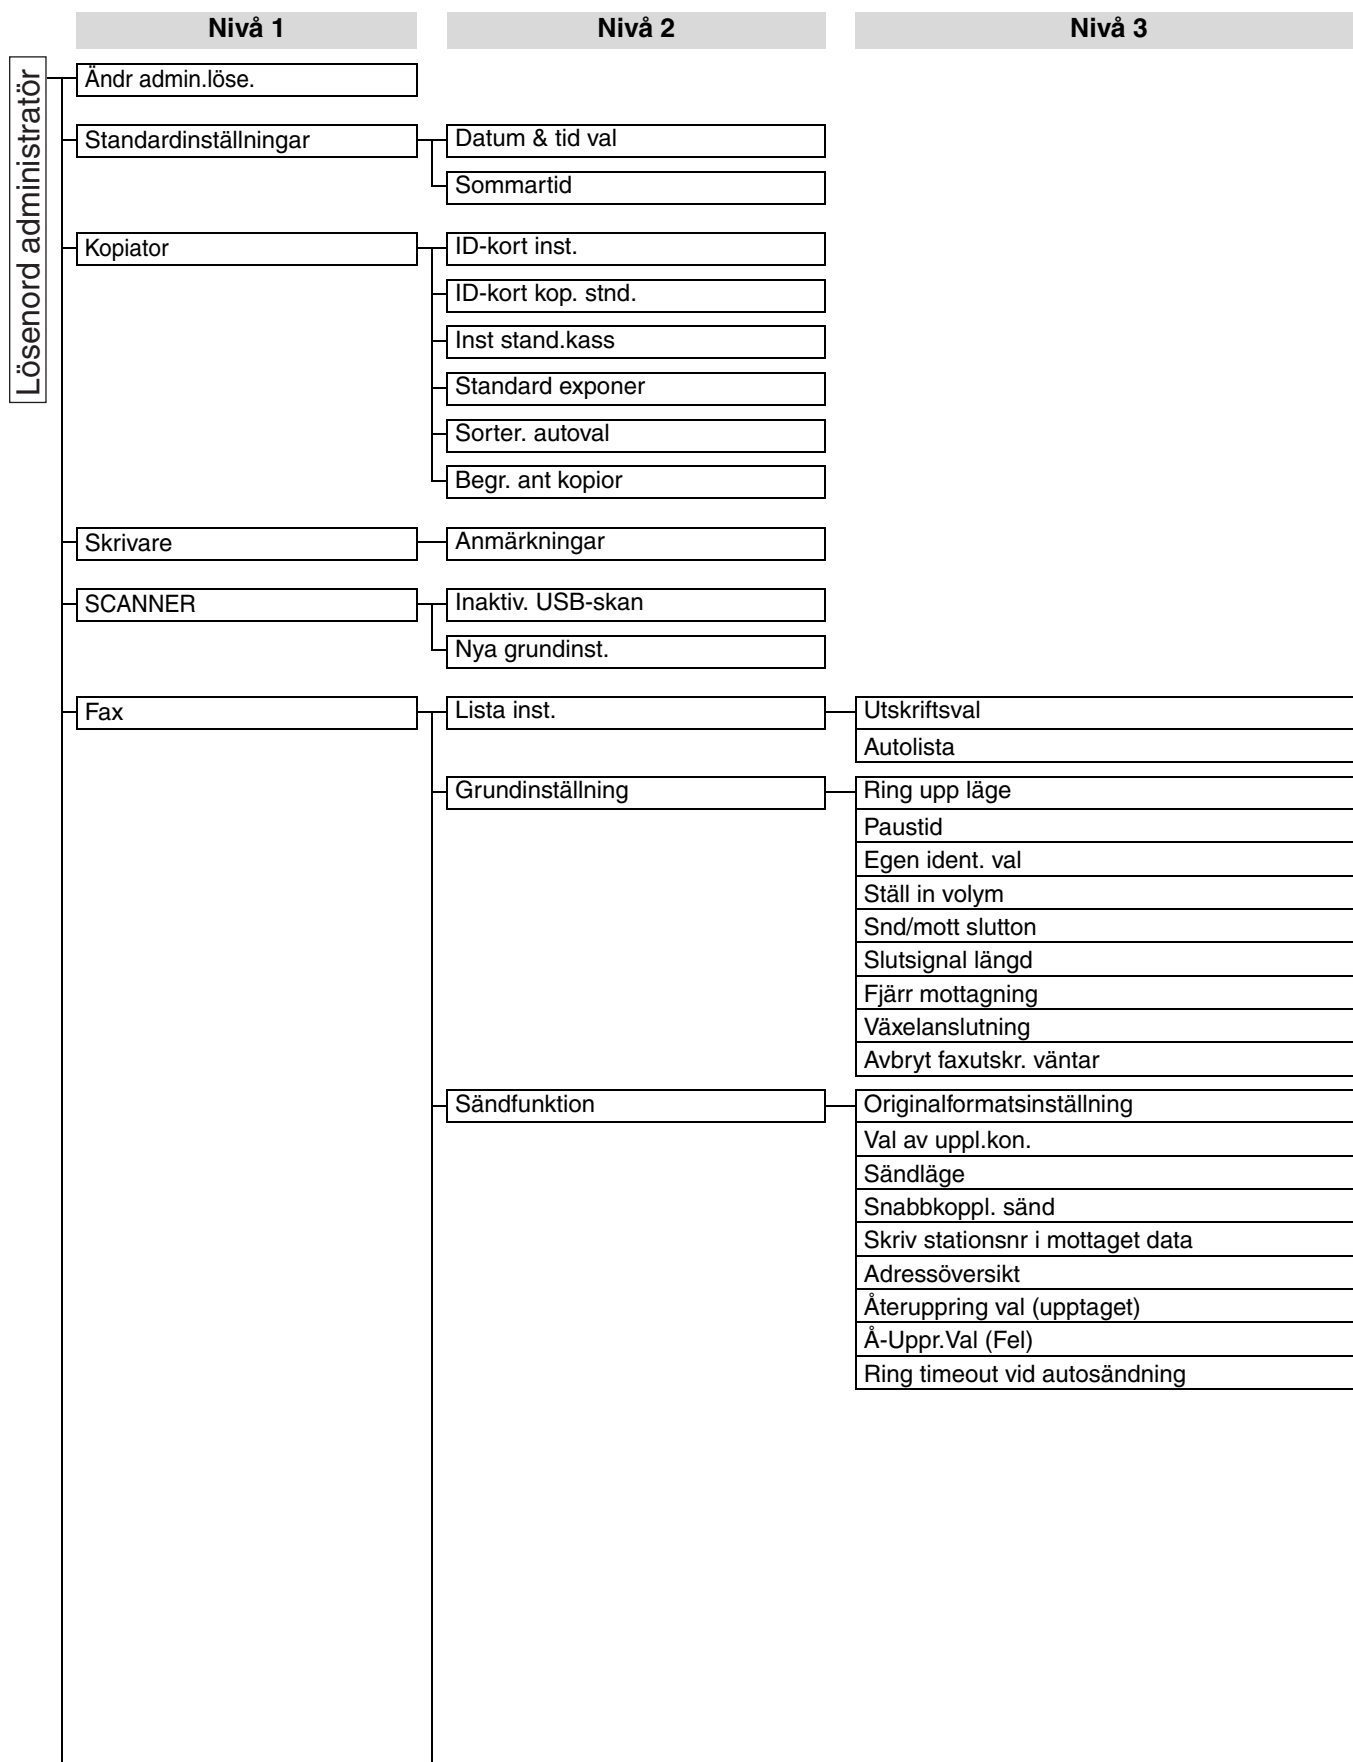 Nivå 1 Nivå 2 Nivå 3
Lösenord administratör
Ändr admin.löse.
Standardinställningar
Datum & tid val
Sommartid
Kopiator
ID-kort inst.
ID-kort kop. stnd.
Inst stand.kass
Standard exponer
Sorter. autoval
Begr. ant kopior
Skrivare
Anmärkningar
SCANNER
Inaktiv. USB-skan
Nya grundinst.
Fax
Lista inst.
Utskriftsval
Autolista
Grundinställning
Ring upp läge
Paustid
Egen ident. val
Ställ in volym
Snd/mott slutton
Slutsignal längd
Fjärr mottagning
Växelanslutning
Avbryt faxutskr. väntar
Sändfunktion
Originalformatsinställning
Val av uppl.kon.
Sändläge
Snabbkoppl. sänd
Skriv stationsnr i mottaget data
Adressöversikt
Återuppring val (upptaget)
Å-Uppr.Val (Fel)
Ring timeout vid autosändning